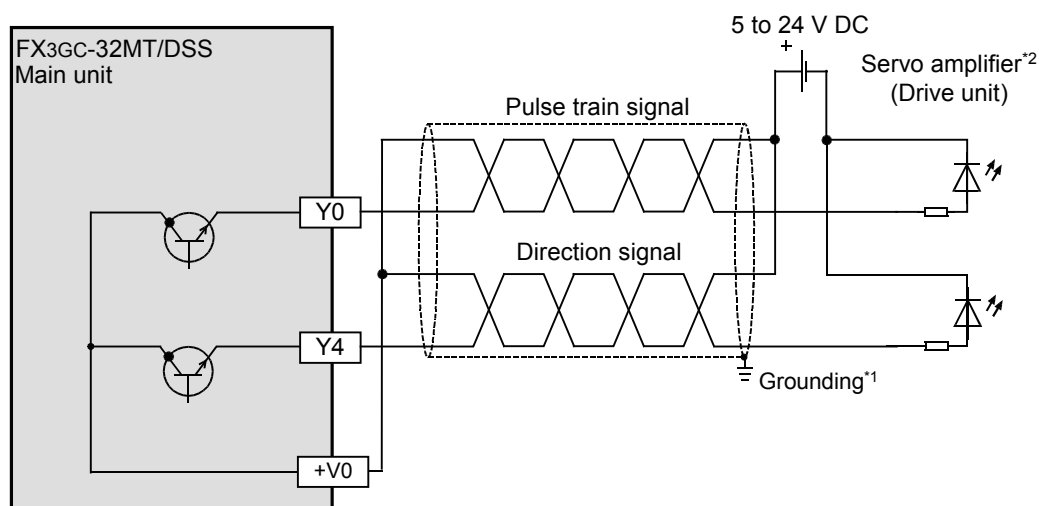 5 to 24 V DC
+
FX3GC-32MT/DSS
Main unit
Servo amplifier*2
(Drive unit)
Pulse train signal
Y0
Direction signal
Y4
Grounding*1
+V0